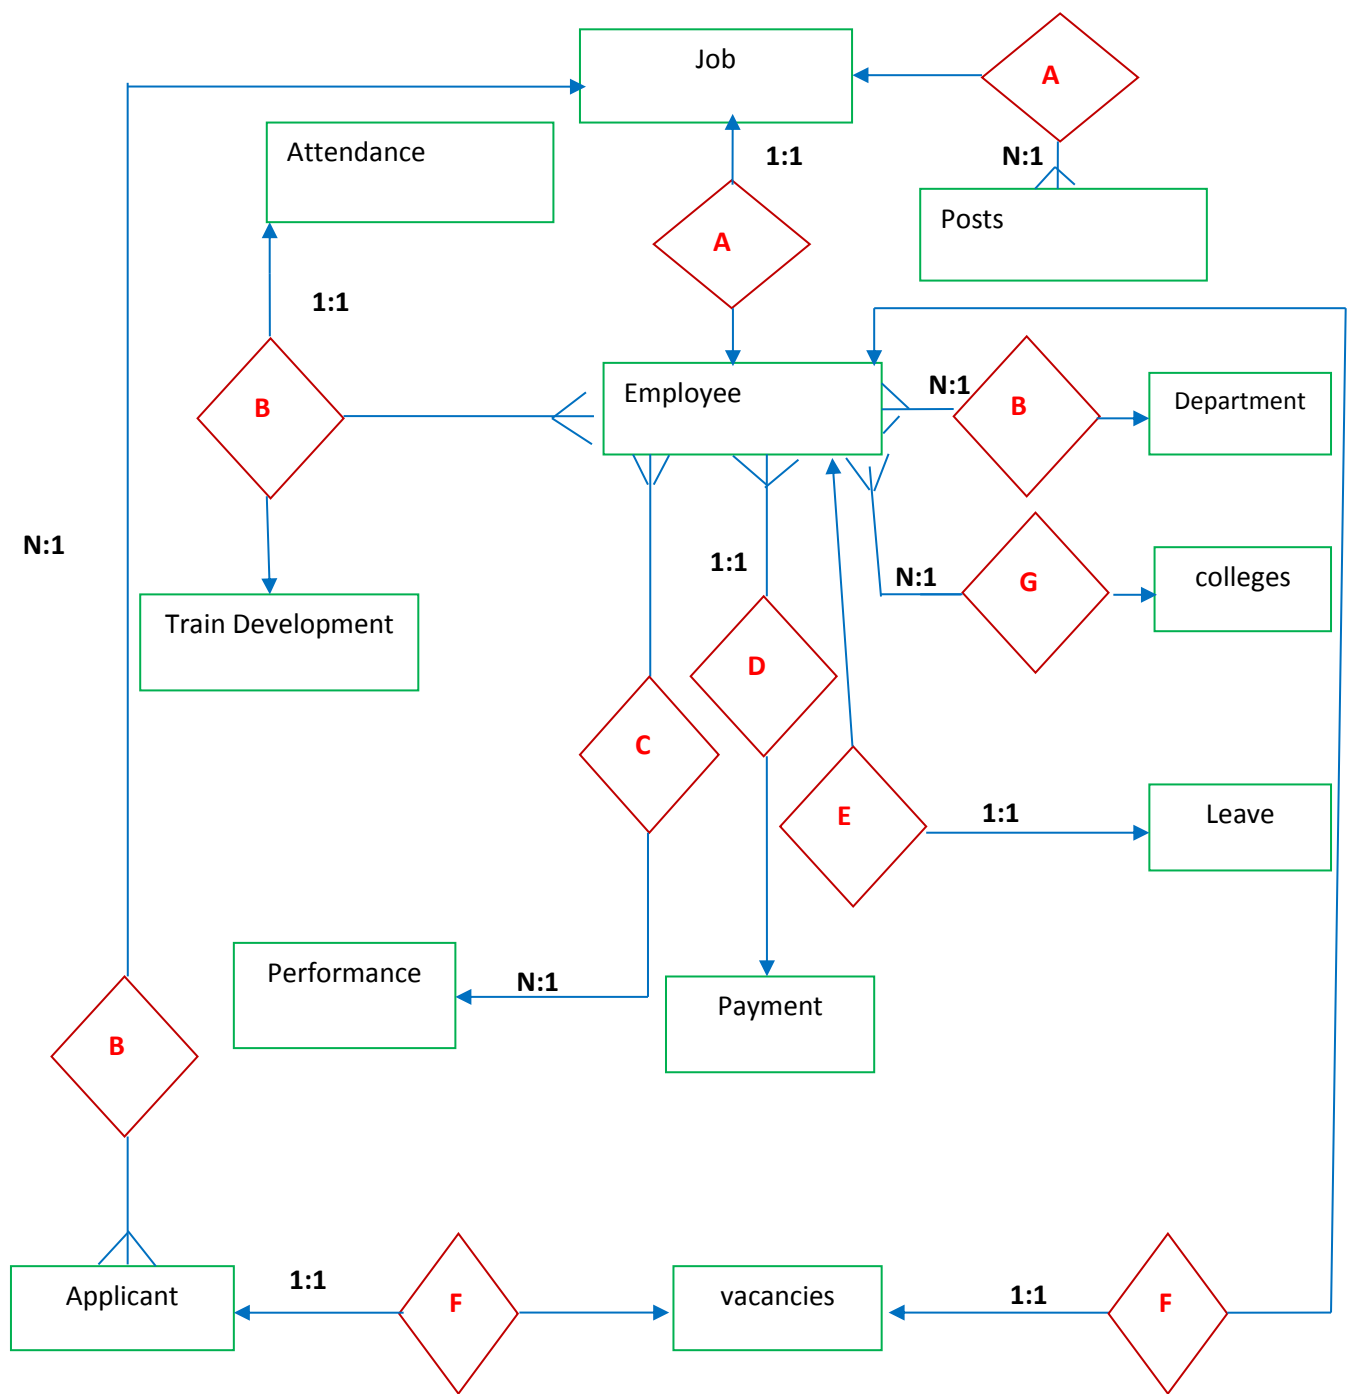 Job
A
Attendance
1:1
N:1
Posts
A
1:1
Employee
N:1
B
Department
B
N:1
1:1
N:1
G
colleges
Train Development
D
C
E
1:1
Leave
Performance
N:1
Payment
B
Applicant
1:1
F
vacancies
1:1
F